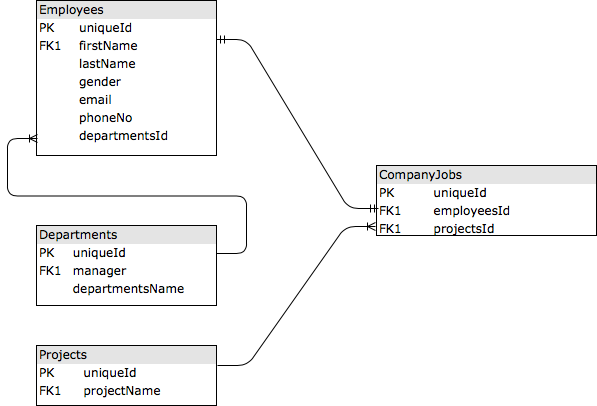 Employees
PK uniqueId
FK1 firstName
lastName
gender
email
phoneNo
departmentsId
CompanyJobs
PK uniqueId
FK1 employeesId
FK1 projectsId
Departments
PK uniqueId
FK1 manager
departmentsName
Projects
PK uniqueId
FK1 projectName